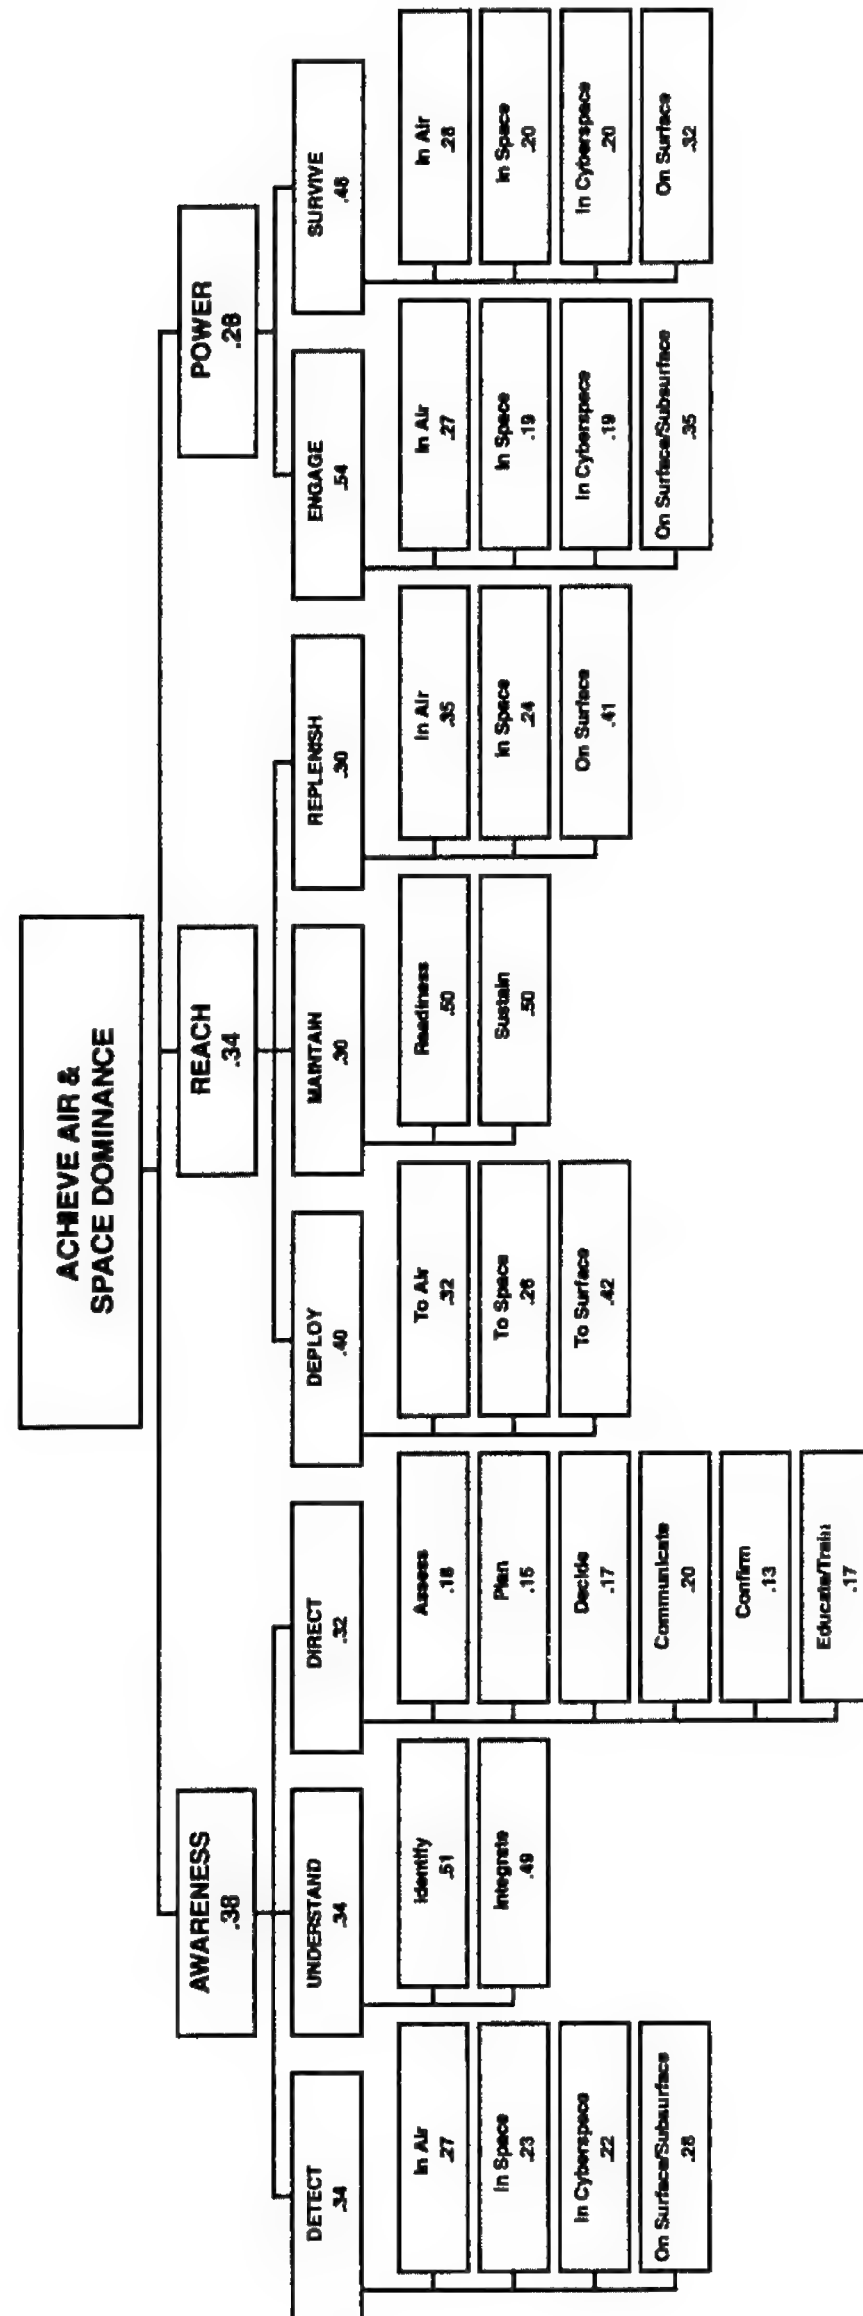 ACHIEVE AIR &
SPACE DOMINANCE
AWARENESS
.38
REACH
.34
POWER
.28
DETECT
.34
UNDERSTAND
.34
DIRECT
.32
DEPLOY
.40
MAINTAIN
.30
REPLENISH
.30
ENGAGE
.54
SURVIVE
.46
In Air
.27
In Space
.23
In Cyberspace
.22
On Surface/Subsurface
.28
Identify
.51
Integrate
.49
Assess
.18
Plan
.15
Decide
.17
Communicate
.20
Confirm
.13
Educate/Train
.17
To Air
.32
To Space
.26
To Surface
.42
Readiness
.50
Sustain
.50
In Air
.35
In Space
.24
On Surface
.41
In Air
.27
In Space
.19
In Cyberspace
.19
On Surface/Subsurface
.35
In Air
.28
In Space
.20
In Cyberspace
.20
On Surface
.32